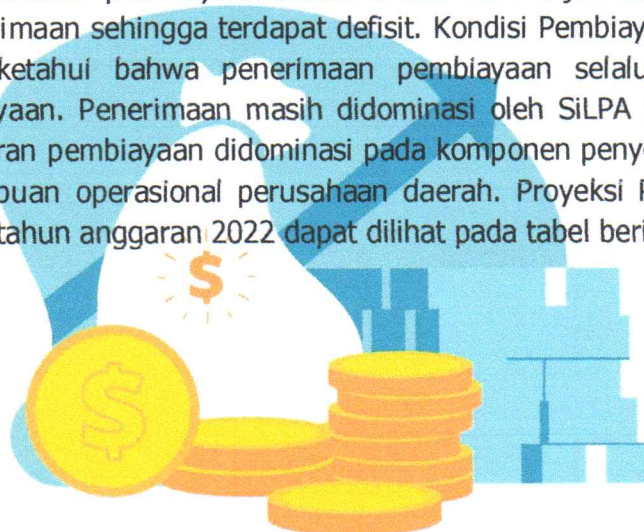 imaan sehingga terdapat defisit. Kondisi Pembiay
ketahui bahwa penerimaan pembiayaan selalu
yaan. Penerimaan masih didominasi oleh SiLPA
ran pembiayaan didominasi pada komponen penye
puan operasional perusahaan daerah. Proyeksi P
tahun anggaran 2022 dapat dilihat pada tabel beri
$
$